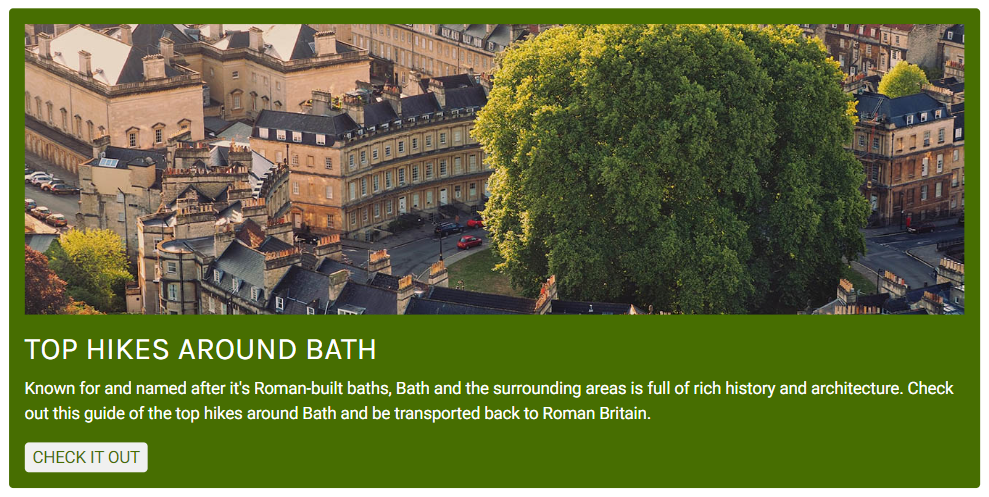 TOP HIKES AROUND BATH
Known for and named after it's Roman-built baths, Bath and the surrounding areas is full of rich history and architecture. Check
out this guide of the top hikes around Bath and be transported back to Roman Britain.
CHECK IT OUT